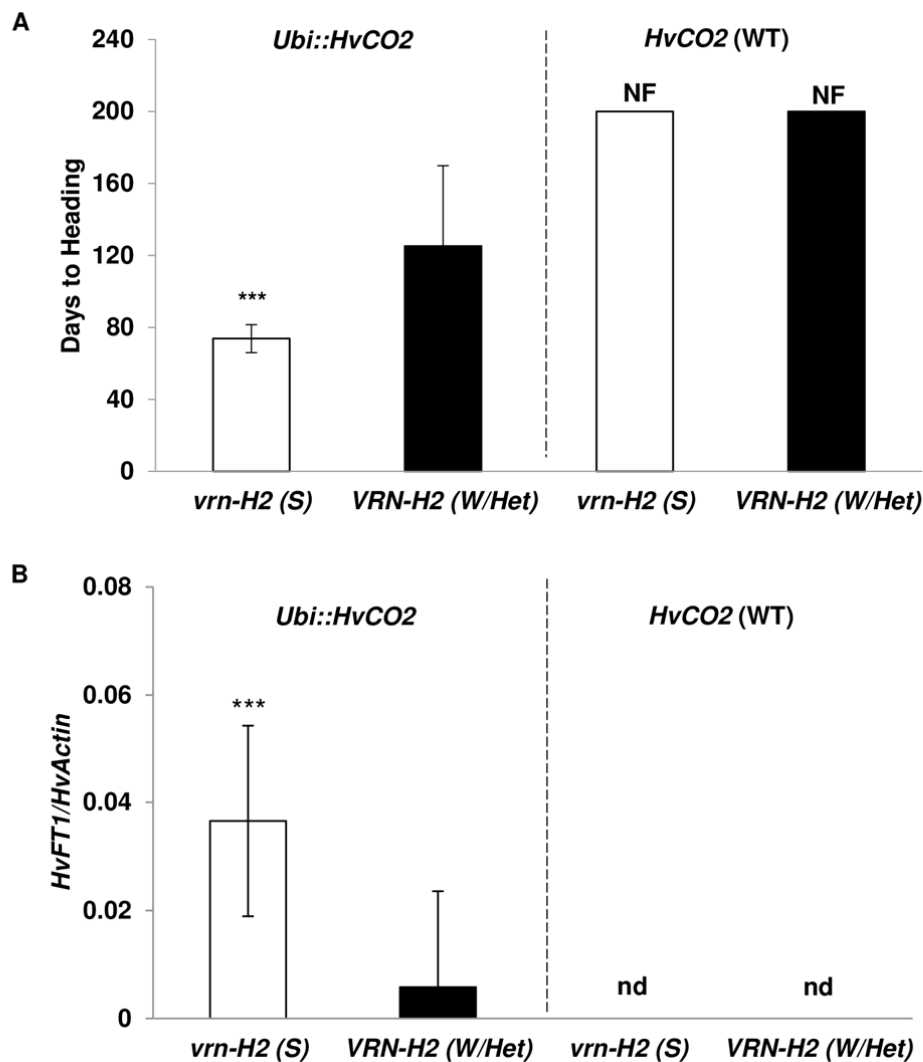 A
Ubi::HvCO2
HvCO2 (WT)
Days to Heading
240
200
160
120
80
40
0
***
NF
NF
vrn-H2 (S)
VRN-H2 (W/Het)
vrn-H2 (S)
VRN-H2 (W/Het)
B
Ubi::HvCO2
HvCO2 (WT)
HvFT1/HvActin
0.08
0.06
0.04
0.02
0
***
nd
nd
vrn-H2 (S)
VRN-H2 (W/Het)
vrn-H2 (S)
VRN-H2 (W/Het)